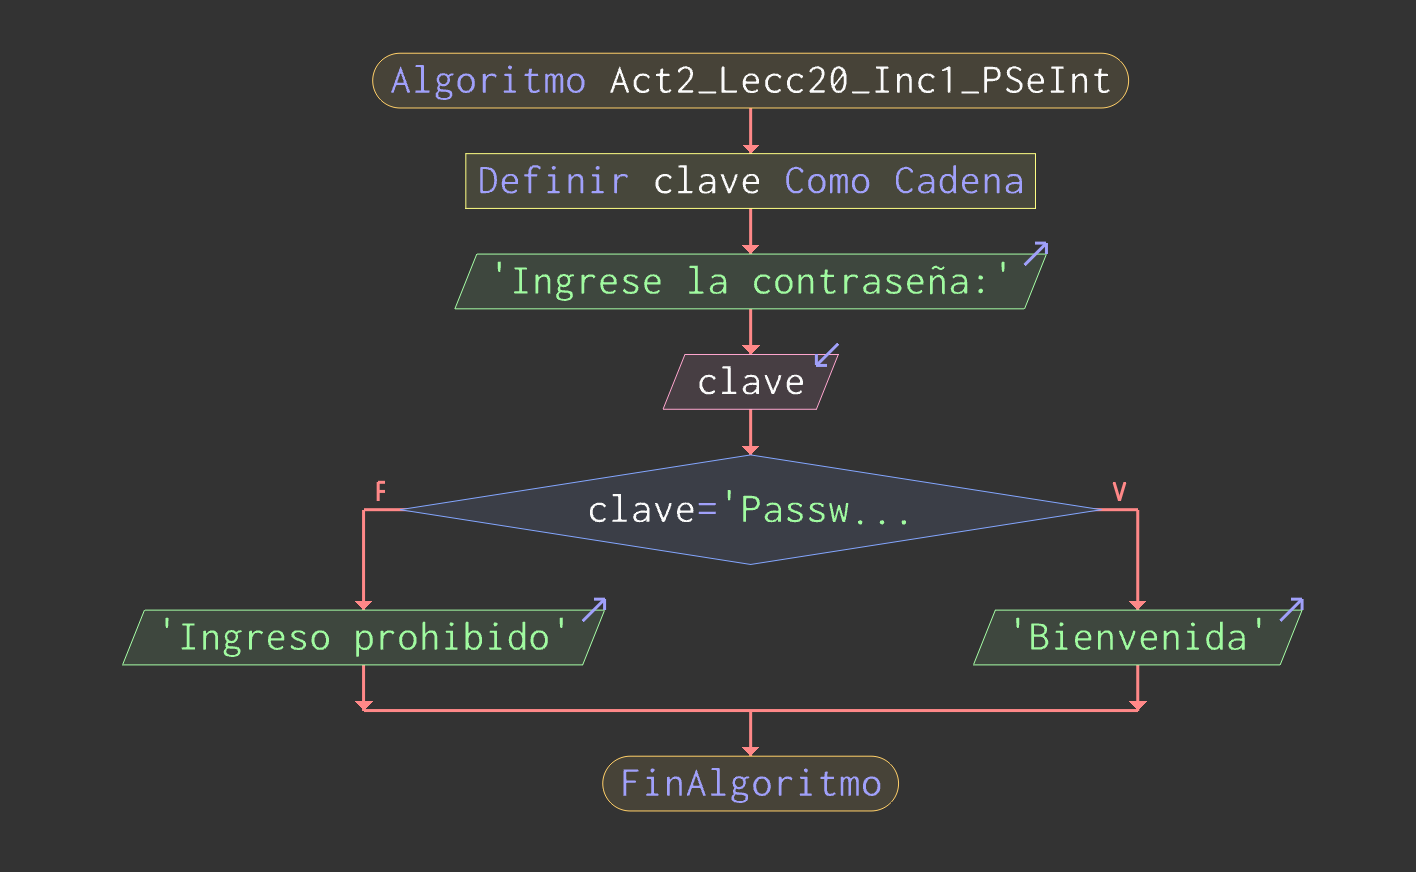 Algoritmo Act2_Lecc20_Inc1_PSeInt
Definir clave Como Cadena
'Ingrese la contraseña:'
clave
clave='Passw...
F
V
'Ingreso prohibido'
'Bienvenida'
FinAlgoritmo